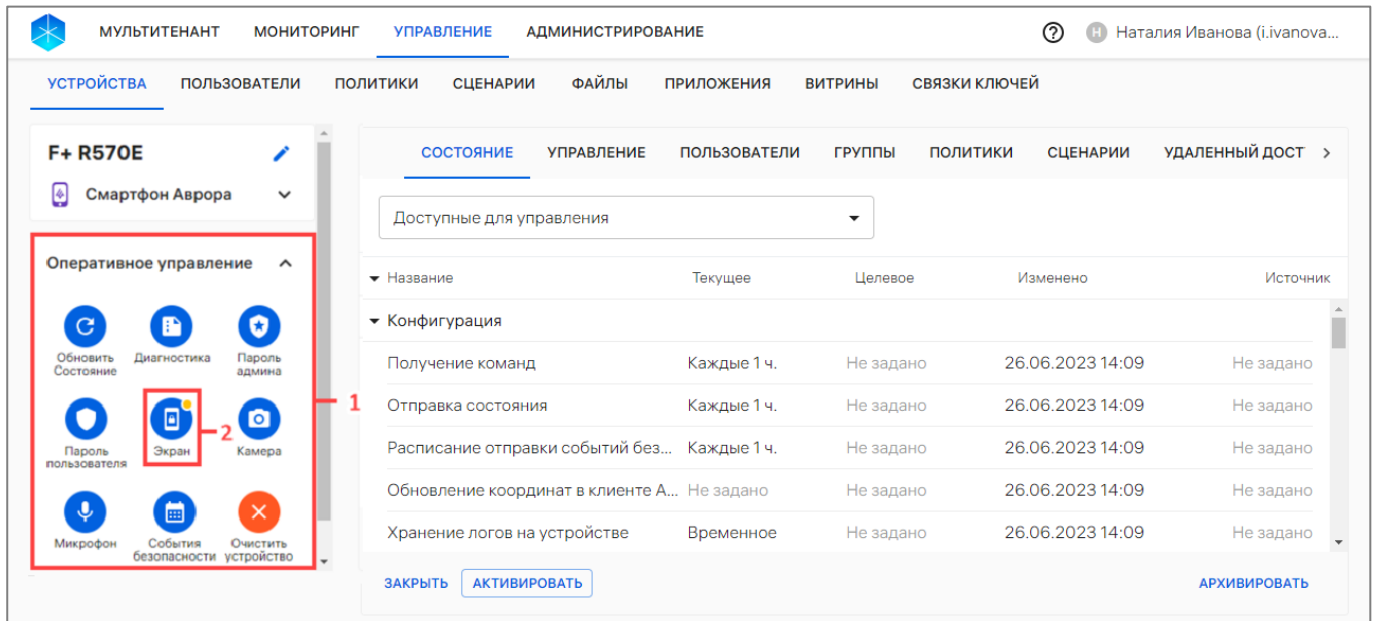 МУЛЬТИТЕНАНТ МОНИТОРИНГ УПРАВЛЕНИЕ АДМИНИСТРИРОВАНИЕ ? Н Наталия Иванова (i.ivanova...
УСТРОЙСТВА ПОЛЬЗОВАТЕЛИ ПОЛИТИКИ СЦЕНАРИИ ФАЙЛЫ ПРИЛОЖЕНИЯ ВИТРИНЫ СВЯЗКИ КЛЮЧЕЙ
F+ R570E
Смартфон Аврора
Оперативное управление
Обновить Состояние
Диагностика
Пароль админа
Пароль пользователя
Экран
Камера
Микрофон
События безопасности
Очистить устройство
1
2
СОСТОЯНИЕ УПРАВЛЕНИЕ ПОЛЬЗОВАТЕЛИ ГРУППЫ ПОЛИТИКИ СЦЕНАРИИ УДАЛЕННЫЙ ДОСТ
Доступные для управления
Название Текущее Целевое Изменено Источник
Конфигурация
Получение команд Каждые 1 ч. Не задано 26.06.2023 14:09 Не задано
Отправка состояния Каждые 1 ч. Не задано 26.06.2023 14:09 Не задано
Расписание отправки событий без... Каждые 1 ч. Не задано 26.06.2023 14:09 Не задано
Обновление координат в клиенте А... Не задано Не задано 26.06.2023 14:09 Не задано
Хранение логов на устройстве Временное Не задано 26.06.2023 14:09 Не задано
ЗАКРЫТЬ АКТИВИРОВАТЬ АРХИВИРОВАТЬ